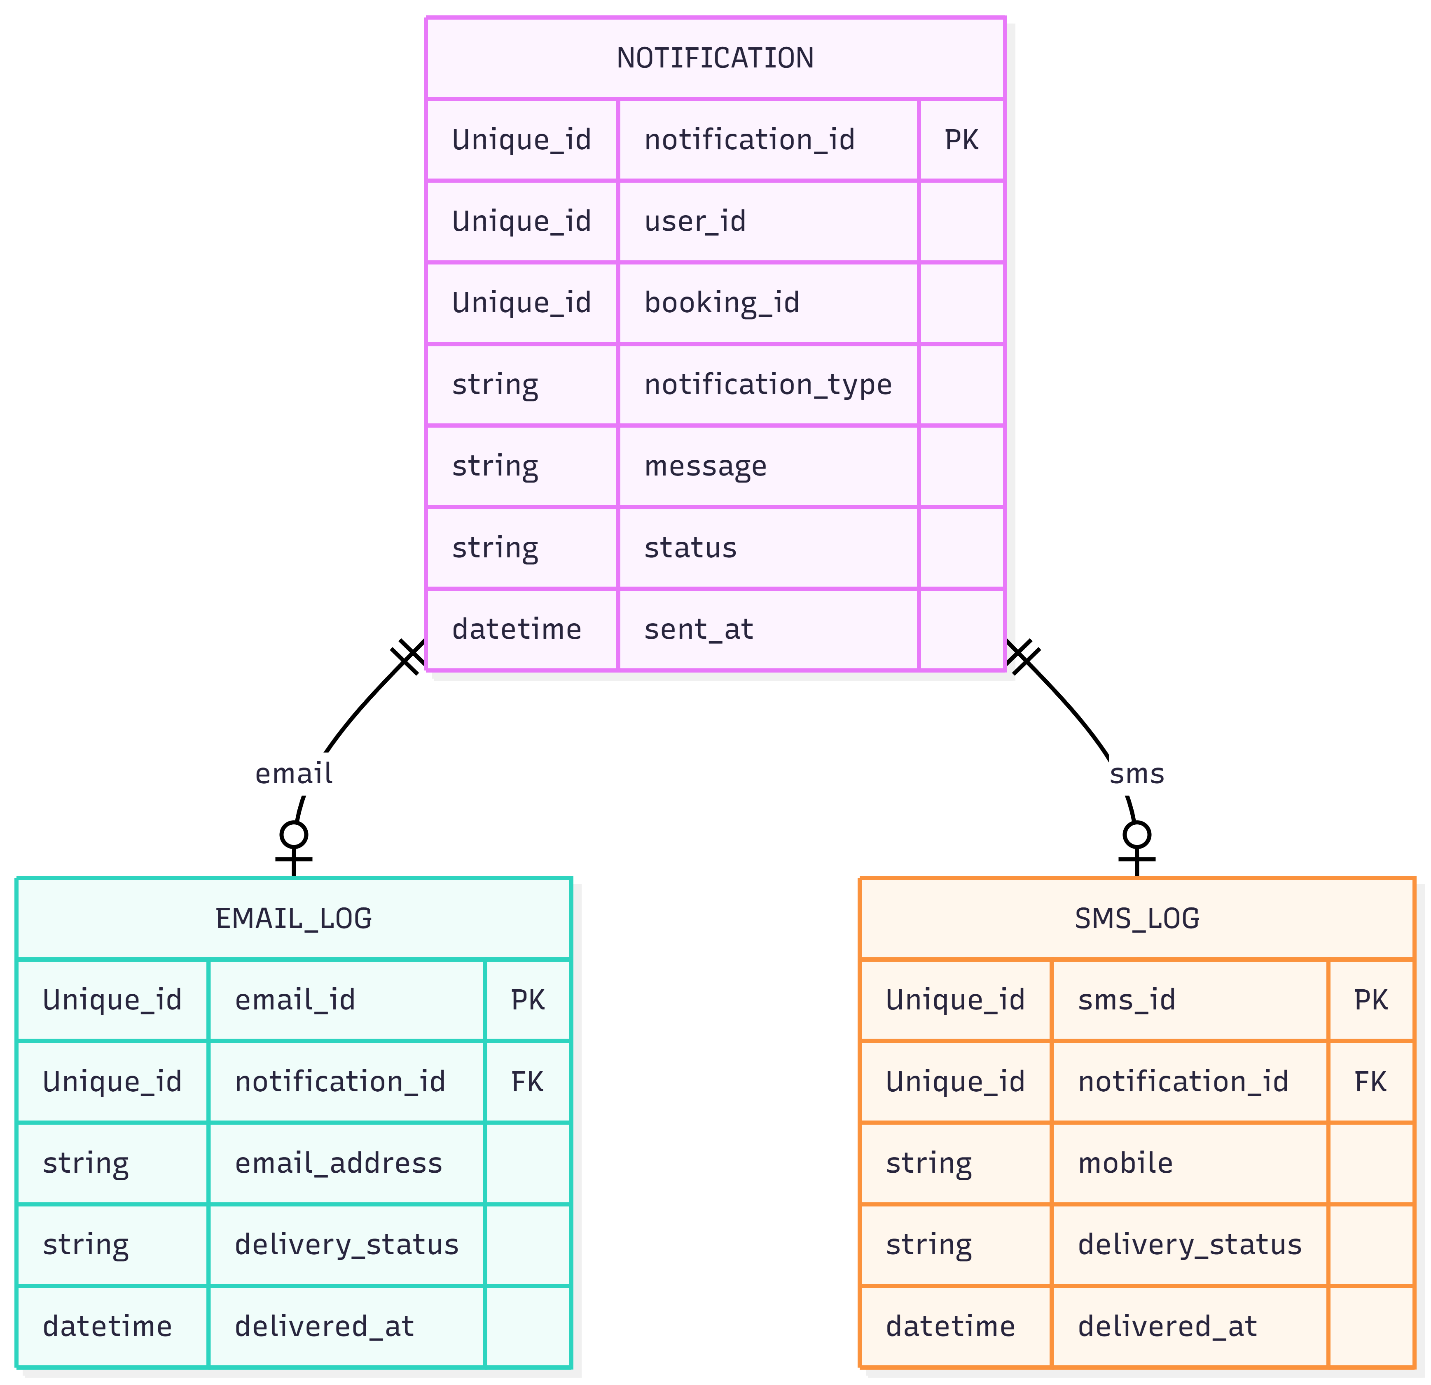 NOTIFICATION
Unique_id notification_id PK
Unique_id user_id
Unique_id booking_id
string notification_type
string message
string status
datetime sent_at
email
sms
EMAIL_LOG
Unique_id email_id PK
Unique_id notification_id FK
string email_address
string delivery_status
datetime delivered_at
SMS_LOG
Unique_id sms_id PK
Unique_id notification_id FK
string mobile
string delivery_status
datetime delivered_at